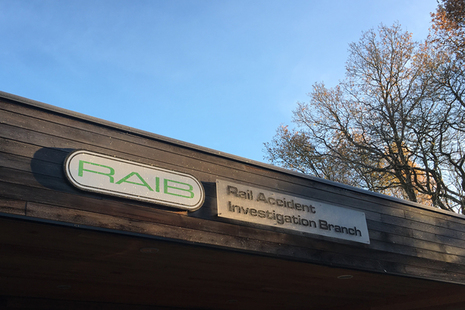 RAIB
Rail Accident
Investigation Branch